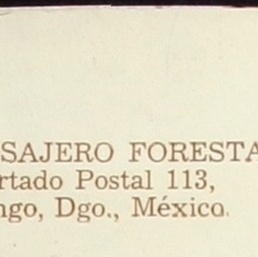 SAJERO FORESTA
rtado Postal 113,
ngo, Dgo., México.